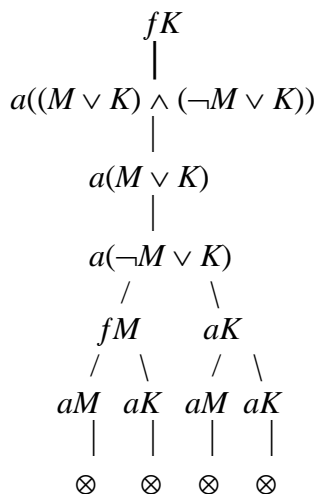 fK
a((M ∨ K) ∧ (¬M ∨ K))
a(M ∨ K)
a(¬M ∨ K)
fM aK
aM aK aM aK
⊗ ⊗ ⊗ ⊗